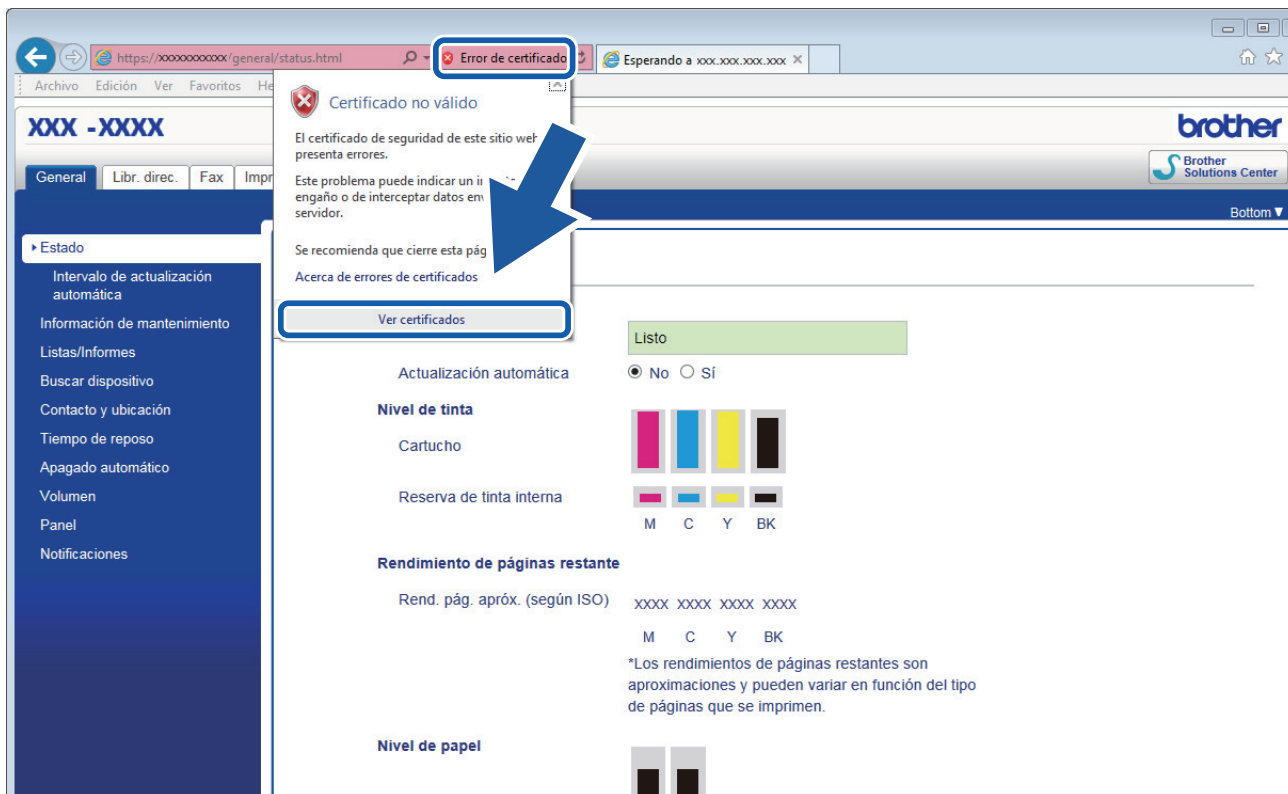 https://xxxxxxxxxxx/general/status.html
Error de certificado
Esperando a xxx.xxx.xxx.xxx
Archivo Edición Ver Favoritos He
Certificado no válido
El certificado de seguridad de este sitio web
presenta errores.
Este problema puede indicar un
engaño o de interceptar datos
servidor.
Se recomienda que cierre esta
Acerca de errores de certificados
Ver certificados
XXX -XXXX
brother
General Libr. direc. Fax Impr
Brother
Solutions Center
Bottom▼
Estado
Intervalo de actualización
automática
Información de mantenimiento
Listas/Informes
Buscar dispositivo
Contacto y ubicación
Tiempo de reposo
Apagado automático
Volumen
Panel
Notificaciones
Listo
Actualización automática No Sí
Nivel de tinta
Cartucho
Reserva de tinta interna
M C Y BK
Rendimiento de páginas restante
Rend. pág. apróx. (según ISO) XXXX XXXX XXXX XXXX
M C Y BK
*Los rendimientos de páginas restantes son
aproximaciones y pueden variar en función del tipo
de páginas que se imprimen.
Nivel de papel